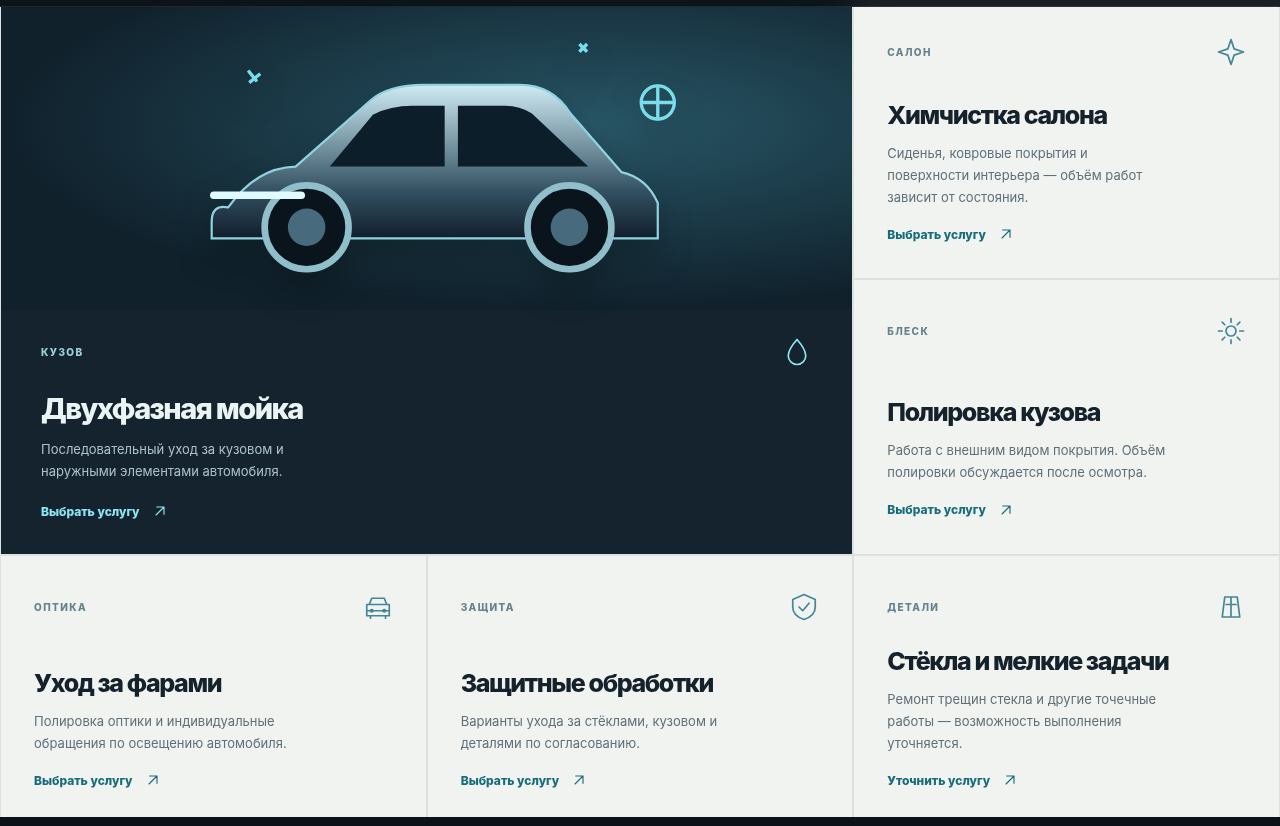 КУЗОВ
Двухфазная мойка
Последовательный уход за кузовом и
наружными элементами автомобиля.
Выбрать услугу
САЛОН
Химчистка салона
Сиденья, ковровые покрытия и
поверхности интерьера — объём работ
зависит от состояния.
Выбрать услугу
БЛЕСК
Полировка кузова
Работа с внешним видом покрытия. Объём
полировки обсуждается после осмотра.
Выбрать услугу
ОПТИКА
Уход за фарами
Полировка оптики и индивидуальные
обращения по освещению автомобиля.
Выбрать услугу
ЗАЩИТА
Защитные обработки
Варианты ухода за стёклами, кузовом и
деталями по согласованию.
Выбрать услугу
ДЕТАЛИ
Стёкла и мелкие задачи
Ремонт трещин стекла и другие точечные
работы — возможность выполнения
уточняется.
Уточнить услугу